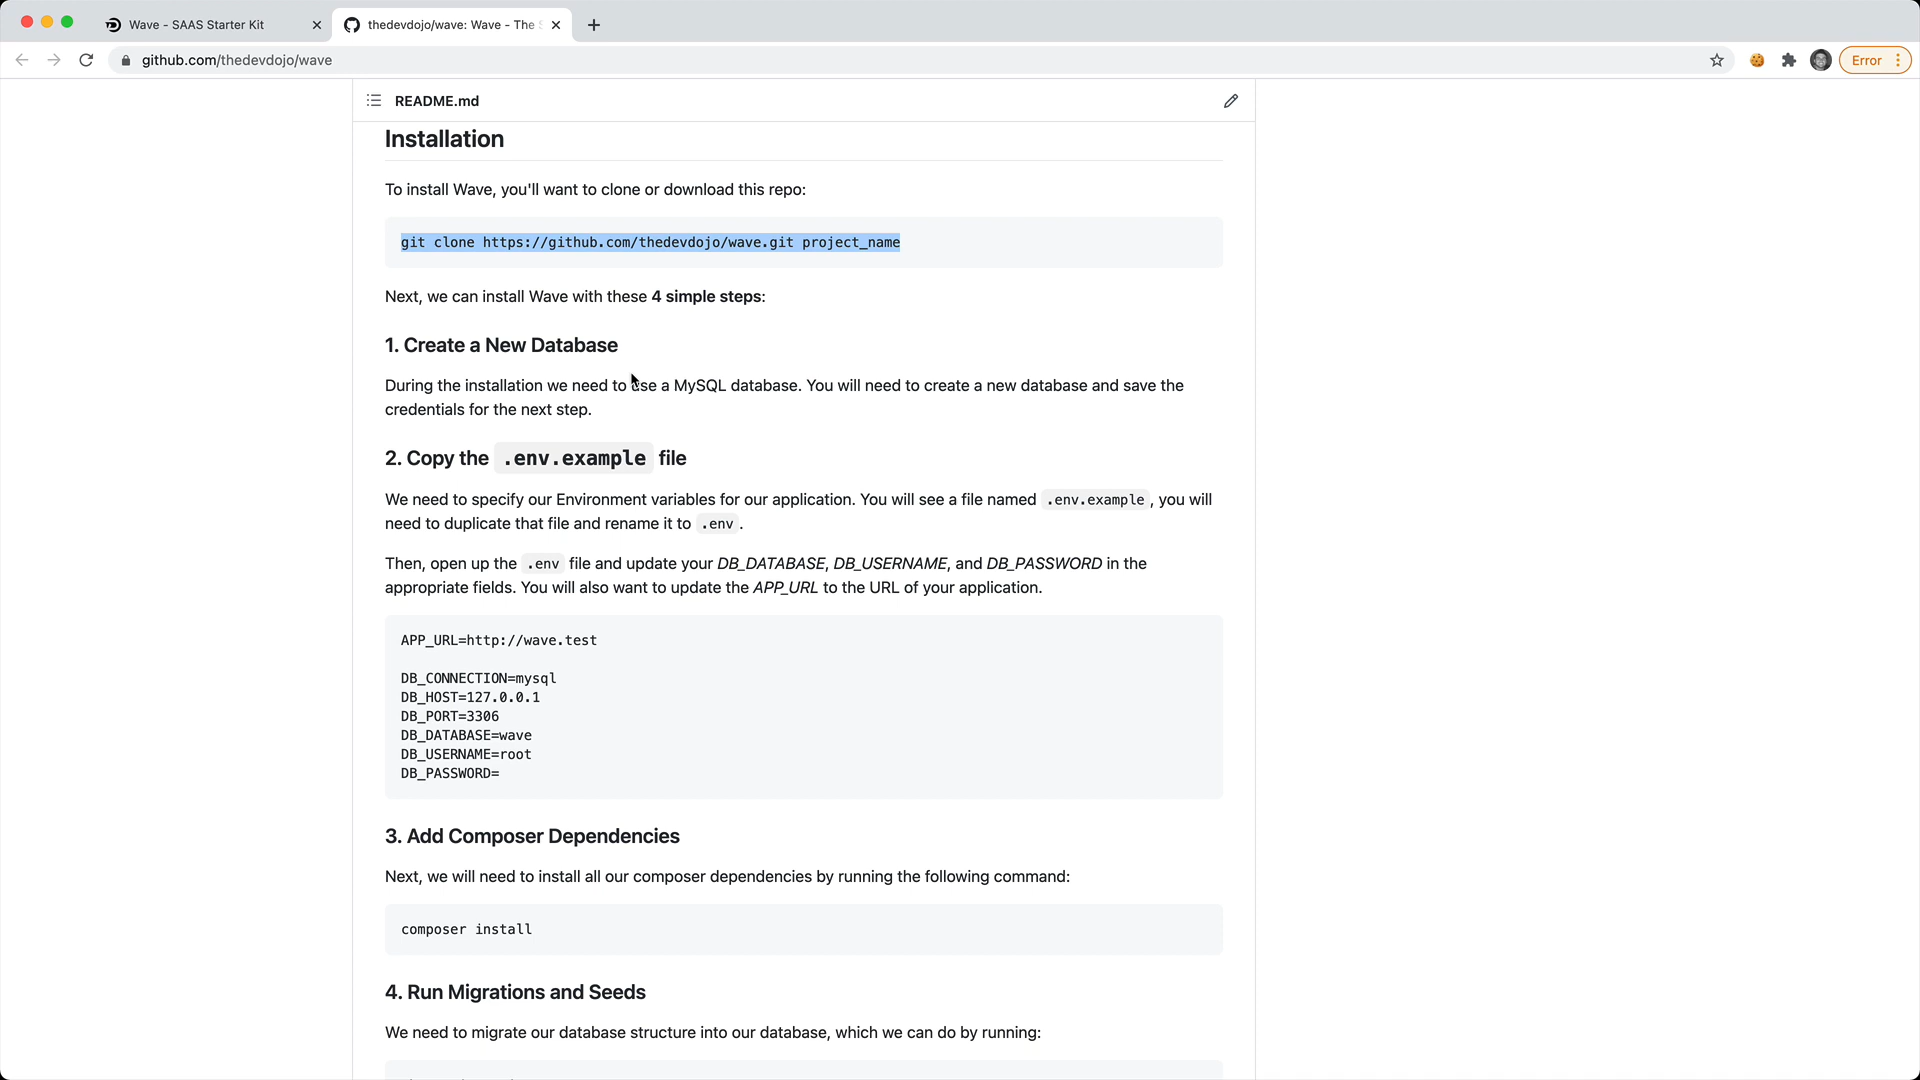 Wave - SAAS Starter Kit
thedevdojo/wave: Wave - The
github.com/thedevdojo/wave
Error
README.md
Installation
To install Wave, you'll want to clone or download this repo:
git clone https://github.com/thedevdojo/wave.git project_name
Next, we can install Wave with these 4 simple steps:
1. Create a New Database
During the installation we need to use a MySQL database. You will need to create a new database and save the
credentials for the next step.
2. Copy the .env.example file
We need to specify our Environment variables for our application. You will see a file named .env.example, you will
need to duplicate that file and rename it to .env.
Then, open up the .env file and update your DB_DATABASE, DB_USERNAME, and DB_PASSWORD in the
appropriate fields. You will also want to update the APP_URL to the URL of your application.
APP_URL=http://wave.test
DB_CONNECTION=mysql
DB_HOST=127.0.0.1
DB_PORT=3306
DB_DATABASE=wave
DB_USERNAME=root
DB_PASSWORD=
3. Add Composer Dependencies
Next, we will need to install all our composer dependencies by running the following command:
composer install
4. Run Migrations and Seeds
We need to migrate our database structure into our database, which we can do by running: